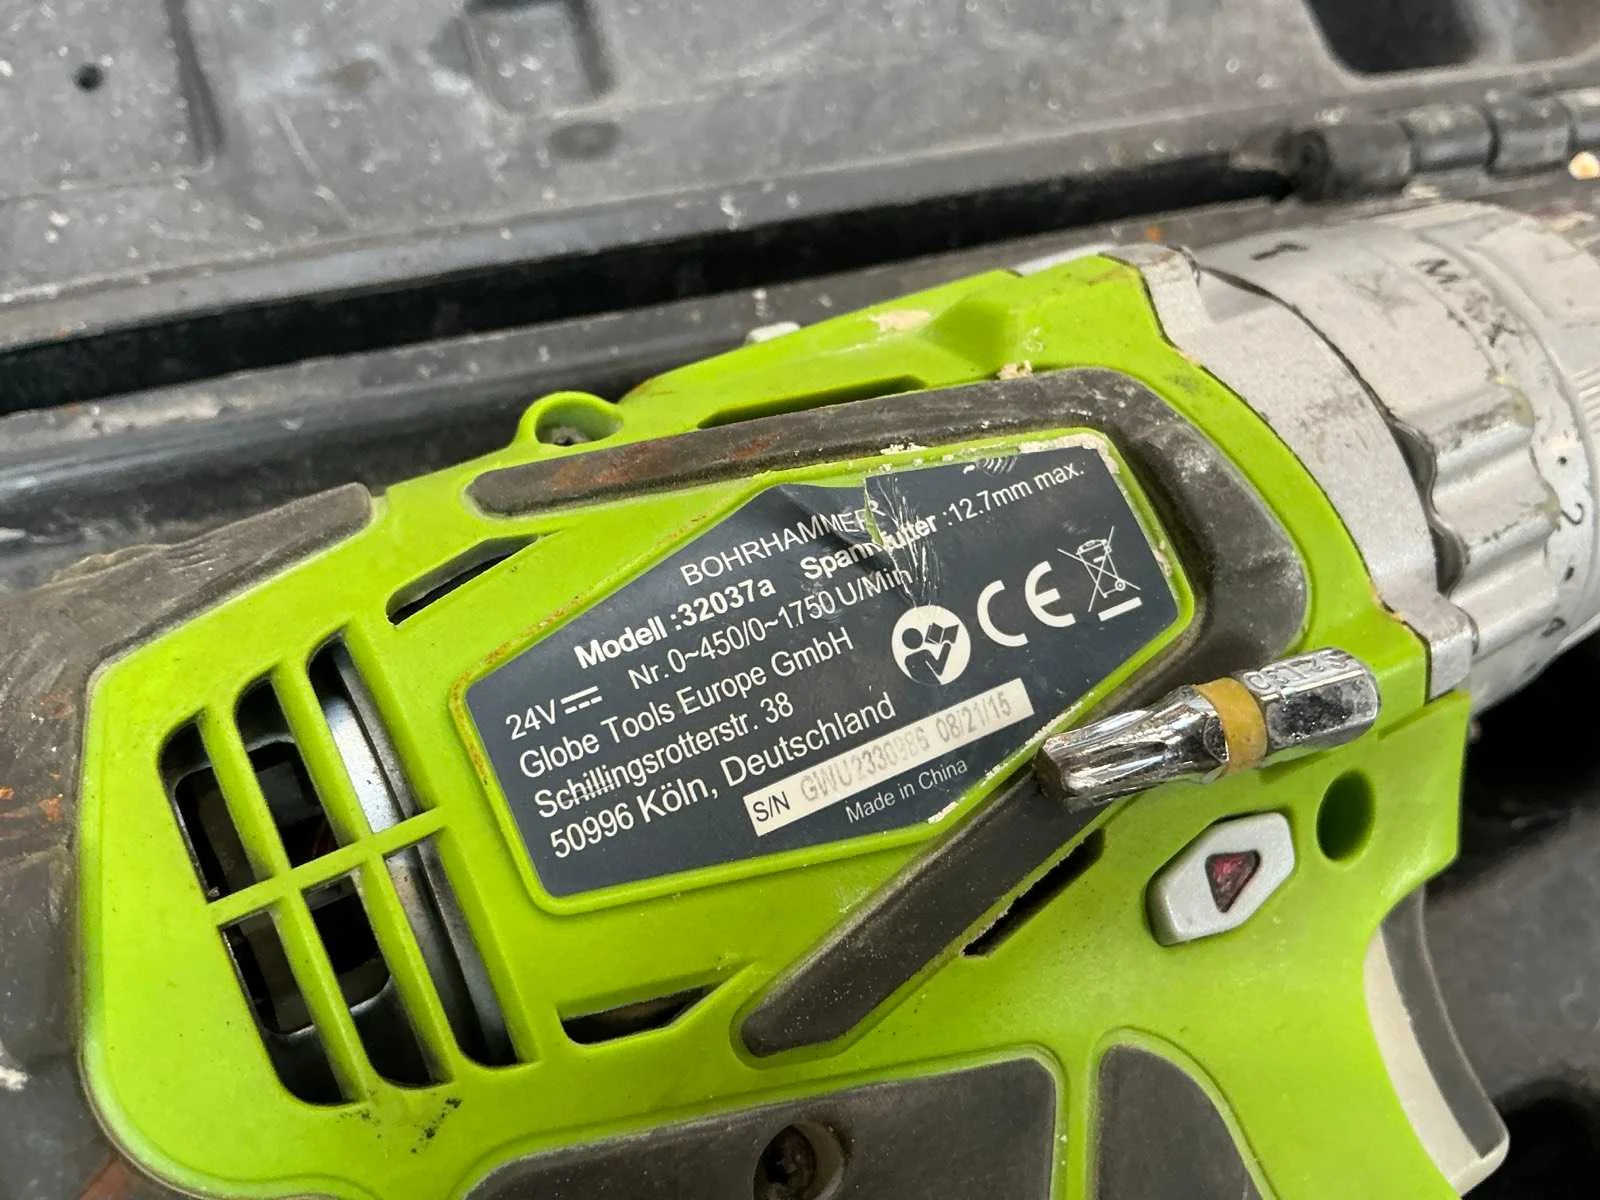 BOHRHAMMER
Modell :32037a Spannfutter :12.7mm max.
24V Nr. 0~450/0~1750 U/Min
Globe Tools Europe GmbH
Schillingsrotterstr. 38
50996 Köln, Deutschland
S/N 08/21/15
Made in China
CE
MAX
2